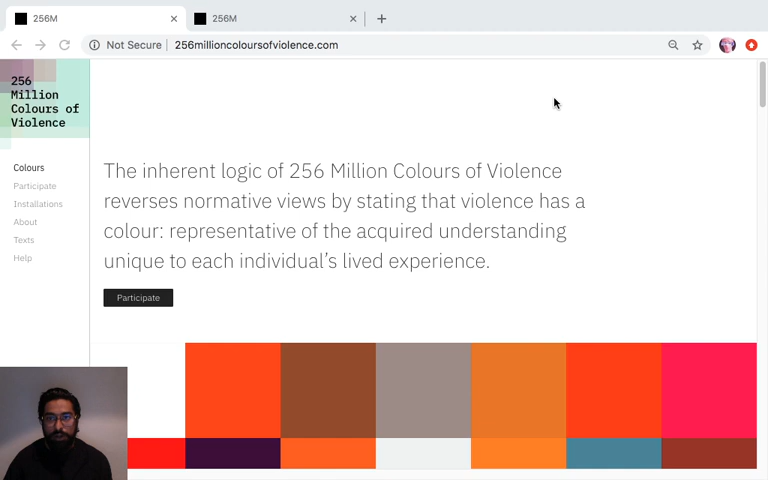 256M
256M
Not Secure
256millioncoloursofviolence.com
256
Million
Colours of
Violence
Colours
Participate
Installations
About
Texts
Help
The inherent logic of 256 Million Colours of Violence
reverses normative views by stating that violence has a
colour: representative of the acquired understanding
unique to each individual’s lived experience.
Participate